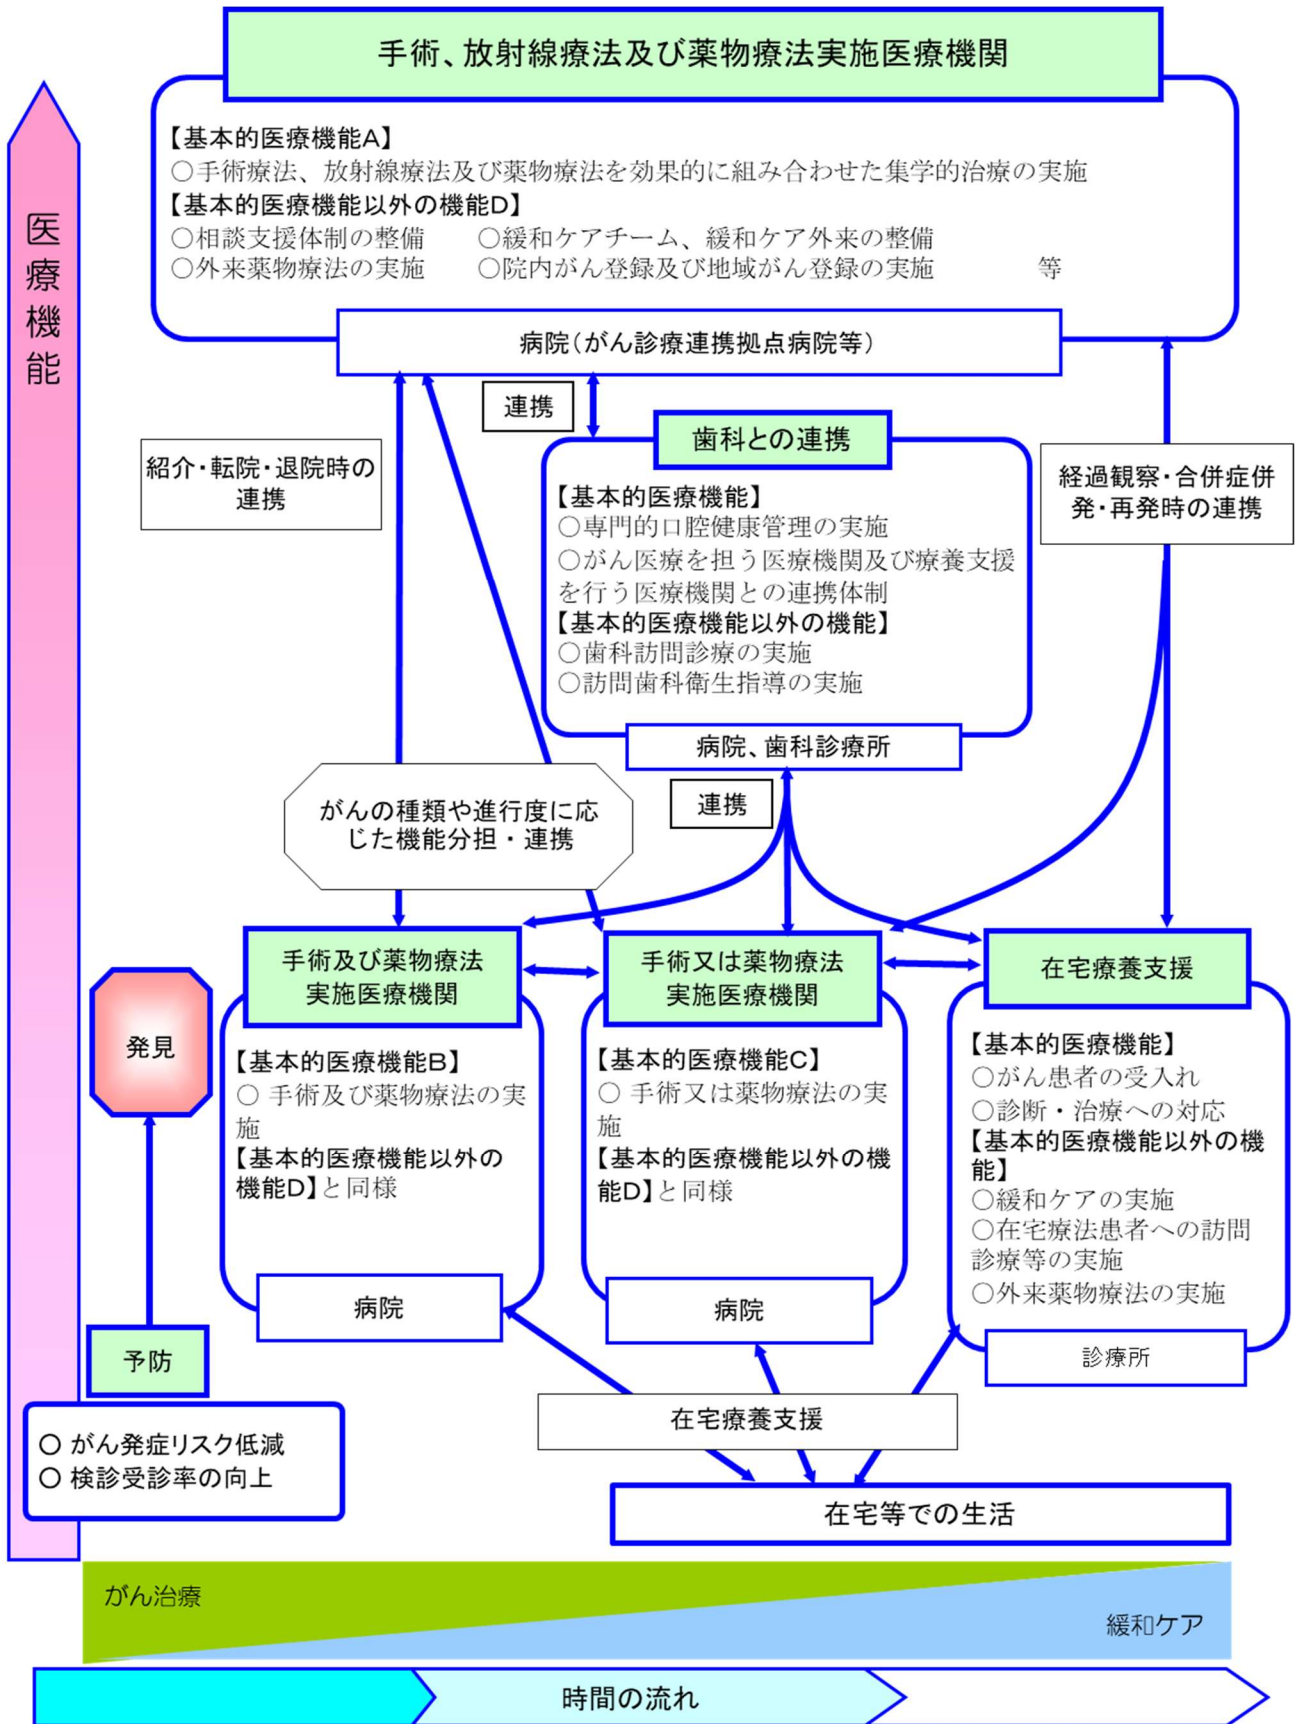 手術、放射線療法及び薬物療法実施医療機関
医療機能
【基本的医療機能A】
○手術療法、放射線療法及び薬物療法を効果的に組み合わせた集学的治療の実施
【基本的医療機能以外の機能D】
○相談支援体制の整備　○緩和ケアチーム、緩和ケア外来の整備
○外来薬物療法の実施　○院内がん登録及び地域がん登録の実施　等
病院(がん診療連携拠点病院等)
連携
紹介・転院・退院時の
連携
歯科との連携
【基本的医療機能】
○専門的口腔健康管理の実施
○がん医療を担う医療機関及び療養支援
を行う医療機関との連携体制
【基本的医療機能以外の機能】
○歯科訪問診療の実施
○訪問歯科衛生指導の実施
病院、歯科診療所
経過観察・合併症併
発・再発時の連携
がんの種類や進行度に応
じた機能分担・連携
連携
手術及び薬物療法
実施医療機関
【基本的医療機能B】
○ 手術及び薬物療法の実
施
【基本的医療機能以外の
機能D】と同様
病院
手術又は薬物療法
実施医療機関
【基本的医療機能C】
○ 手術又は薬物療法の実
施
【基本的医療機能以外の機
能D】と同様
病院
在宅療養支援
【基本的医療機能】
○がん患者の受入れ
○診断・治療への対応
【基本的医療機能以外の機
能】
○緩和ケアの実施
○在宅療法患者への訪問
診療等の実施
○外来薬物療法の実施
診療所
発見
予防
○ がん発症リスク低減
○ 検診受診率の向上
在宅療養支援
在宅等での生活
がん治療
緩和ケア
時間の流れ